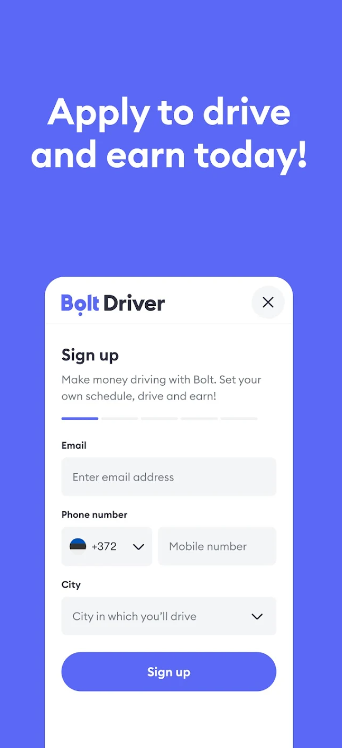 Apply to drive
and earn today!
Bolt Driver
Sign up
Make money driving with Bolt. Set your
own schedule, drive and earn!
Email
Enter email address
Phone number
+372 Mobile number
City
City in which you'll drive
Sign up